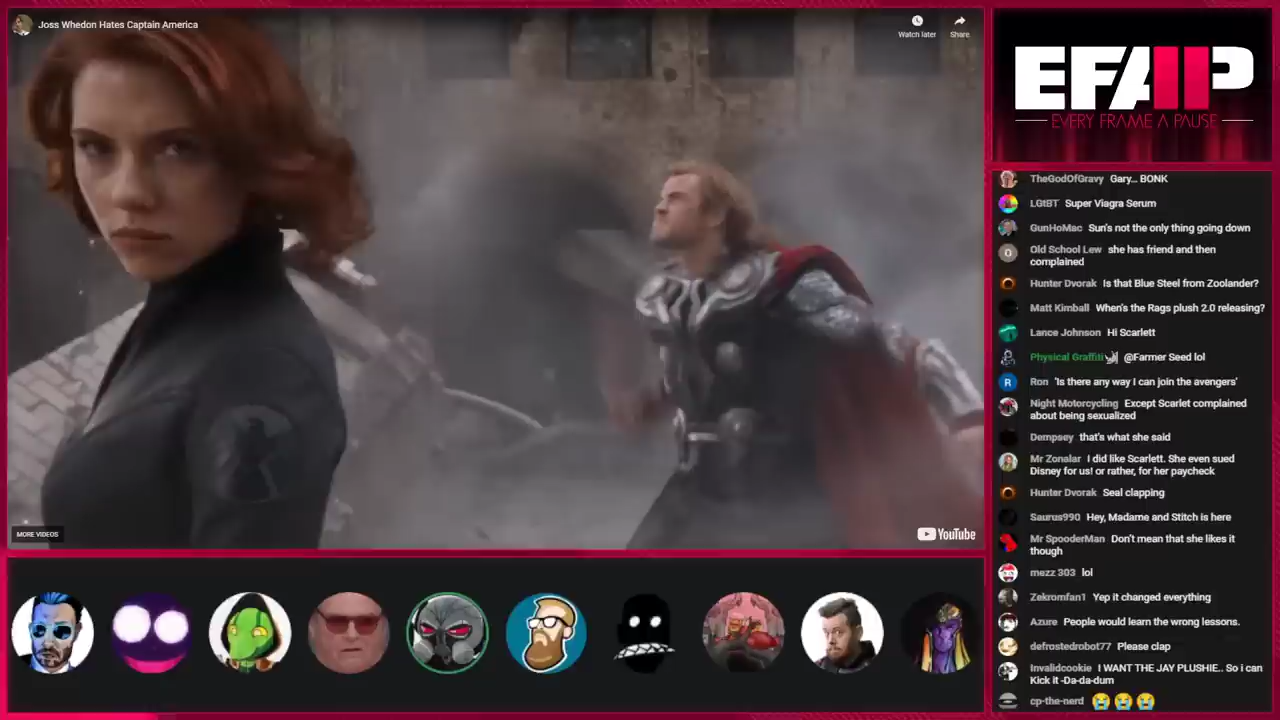 Joss Whedon Hates Captain America
Watch later
Share
MORE VIDEOS
YouTube
EFAP
EVERY FRAME A PAUSE
TheGodOfGravy Gary... BONK
LGtBT Super Viagra Serum
GunHoMac Sun's not the only thing going down
Old School Lew she has friend and then
complained
Hunter Dvorak Is that Blue Steel from Zoolander?
Matt Kimball When's the Rags plush 2.0 releasing?
Lance Johnson Hi Scarlett
Physical Graffiti @Farmer Seed lol
Ron 'Is there any way I can join the avengers'
Night Motorcycling Except Scarlet complained
about being sexualized
Dempsey that's what she said
Mr Zonalar I did like Scarlett. She even sued
Disney for us! or rather, for her paycheck
Hunter Dvorak Seal clapping
Saurus990 Hey, Madame and Stitch is here
Mr SpooderMan Don't mean that she likes it
though
mezz 303 lol
Zekromfan1 Yep it changed everything
Azure People would learn the wrong lessons.
defrostedrobot77 Please clap
Invalidcookie I WANT THE JAY PLUSHIE.. So i can
Kick it -Da-da-dum
cp-the-nerd 😭😭😭